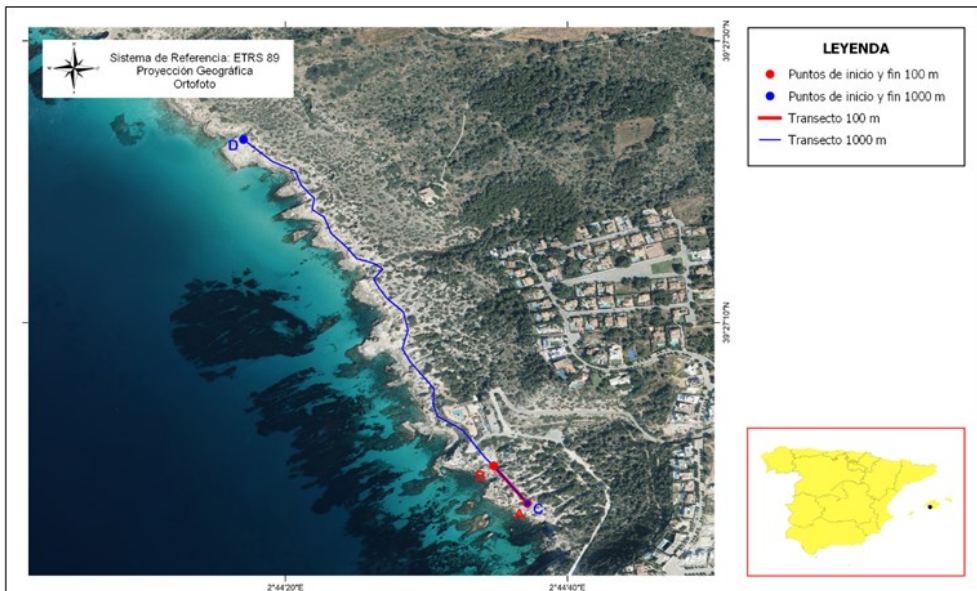 Sistema de Referencia: ETRS 89
Proyección Geográfica
Ortofoto
39°27'30"N
LEYENDA
Puntos de inicio y fin 100 m
Puntos de inicio y fin 1000 m
Transecto 100 m
Transecto 1000 m
D
39°27'10"N
B
A
C
2°44'20"E
2°44'40"E